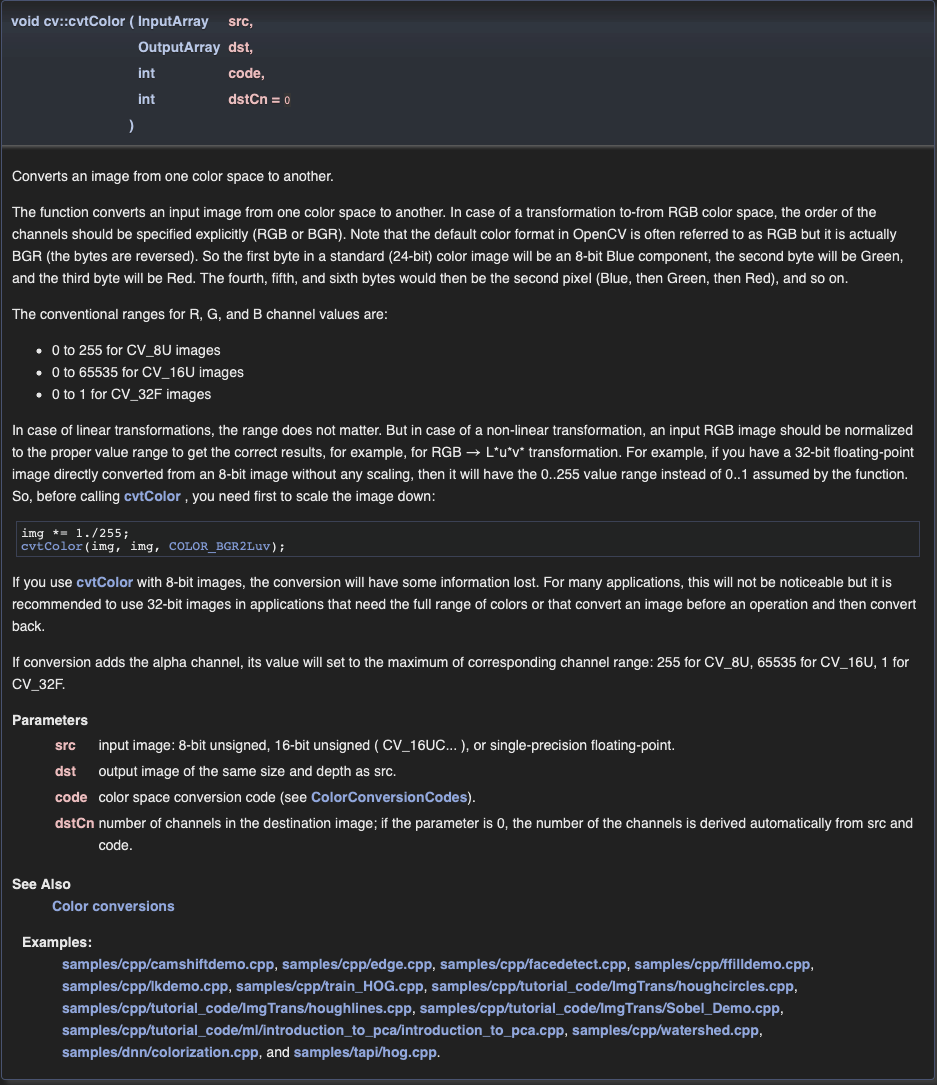 void cv::cvtColor ( InputArray src,
OutputArray dst,
int code,
int dstCn = 0
)
Converts an image from one color space to another.
The function converts an input image from one color space to another. In case of a transformation to-from RGB color space, the order of the
channels should be specified explicitly (RGB or BGR). Note that the default color format in OpenCV is often referred to as RGB but it is actually
BGR (the bytes are reversed). So the first byte in a standard (24-bit) color image will be an 8-bit Blue component, the second byte will be Green,
and the third byte will be Red. The fourth, fifth, and sixth bytes would then be the second pixel (Blue, then Green, then Red), and so on.
The conventional ranges for R, G, and B channel values are:
• 0 to 255 for CV_8U images
• 0 to 65535 for CV_16U images
• 0 to 1 for CV_32F images
In case of linear transformations, the range does not matter. But in case of a non-linear transformation, an input RGB image should be normalized
to the proper value range to get the correct results, for example, for RGB → L*u*v* transformation. For example, if you have a 32-bit floating-point
image directly converted from an 8-bit image without any scaling, then it will have the 0..255 value range instead of 0..1 assumed by the function.
So, before calling cvtColor , you need first to scale the image down:
img *= 1./255;
cvtColor(img, img, COLOR_BGR2Luv);
If you use cvtColor with 8-bit images, the conversion will have some information lost. For many applications, this will not be noticeable but it is
recommended to use 32-bit images in applications that need the full range of colors or that convert an image before an operation and then convert
back.
If conversion adds the alpha channel, its value will set to the maximum of corresponding channel range: 255 for CV_8U, 65535 for CV_16U, 1 for
CV_32F.
Parameters
src input image: 8-bit unsigned, 16-bit unsigned ( CV_16UC... ), or single-precision floating-point.
dst output image of the same size and depth as src.
code color space conversion code (see ColorConversionCodes).
dstCn number of channels in the destination image; if the parameter is 0, the number of the channels is derived automatically from src and
code.
See Also
Color conversions
Examples:
samples/cpp/camshiftdemo.cpp, samples/cpp/edge.cpp, samples/cpp/facedetect.cpp, samples/cpp/ffilldemo.cpp,
samples/cpp/lkdemo.cpp, samples/cpp/train_HOG.cpp, samples/cpp/tutorial_code/ImgTrans/houghcircles.cpp,
samples/cpp/tutorial_code/ImgTrans/houghlines.cpp, samples/cpp/tutorial_code/ImgTrans/Sobel_Demo.cpp,
samples/cpp/tutorial_code/ml/introduction_to_pca/introduction_to_pca.cpp, samples/cpp/watershed.cpp,
samples/dnn/colorization.cpp, and samples/tapi/hog.cpp.